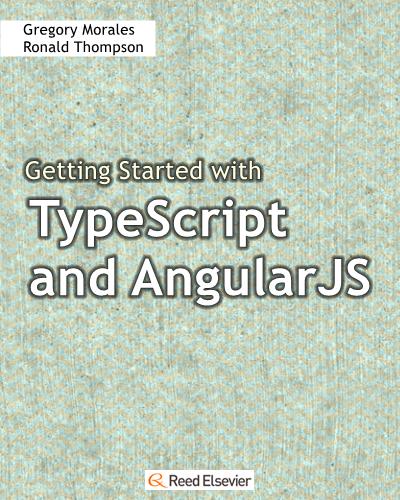 Gregory Morales
Ronald Thompson
Getting Started with
TypeScript
and AngularJS
Reed Elsevier